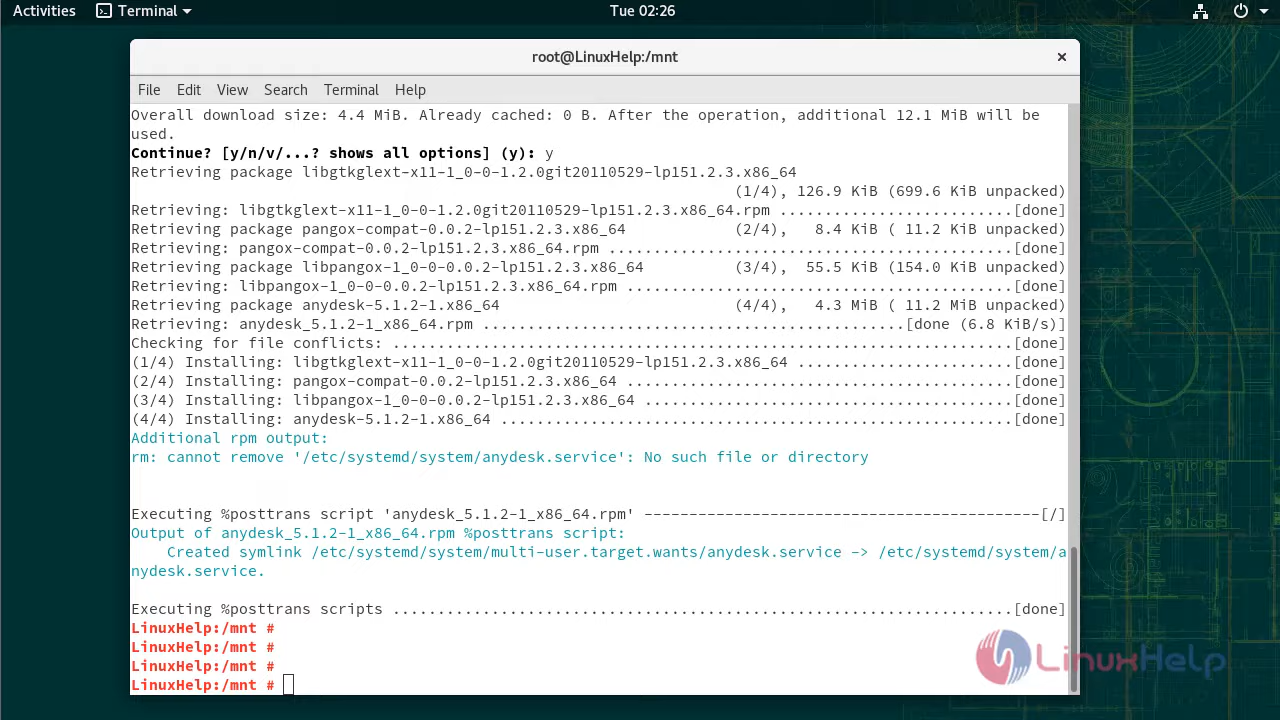 Activities Terminal Tue 02:26
root@LinuxHelp:/mnt ×
File Edit View Search Terminal Help
Overall download size: 4.4 MiB. Already cached: 0 B. After the operation, additional 12.1 MiB will be
used.
Continue? [y/n/v/...? shows all options] (y): y
Retrieving package libgtkglext-x11-1_0-0-1.2.0git20110529-lp151.2.3.x86_64
(1/4), 126.9 KiB (699.6 KiB unpacked)
Retrieving: libgtkglext-x11-1_0-0-1.2.0git20110529-lp151.2.3.x86_64.rpm ..........................[done]
Retrieving package pangox-compat-0.0.2-lp151.2.3.x86_64 (2/4), 8.4 KiB ( 11.2 KiB unpacked)
Retrieving: pangox-compat-0.0.2-lp151.2.3.x86_64.rpm .............................................[done]
Retrieving package libpangox-1_0-0-0.0.2-lp151.2.3.x86_64 (3/4), 55.5 KiB (154.0 KiB unpacked)
Retrieving: libpangox-1_0-0-0.0.2-lp151.2.3.x86_64.rpm ...........................................[done]
Retrieving package anydesk-5.1.2-1.x86_64 (4/4), 4.3 MiB ( 11.2 MiB unpacked)
Retrieving: anydesk_5.1.2-1_x86_64.rpm ...............................................[done (6.8 KiB/s)]
Checking for file conflicts: .....................................................................[done]
(1/4) Installing: libgtkglext-x11-1_0-0-1.2.0git20110529-lp151.2.3.x86_64 ........................[done]
(2/4) Installing: pangox-compat-0.0.2-lp151.2.3.x86_64 ...........................................[done]
(3/4) Installing: libpangox-1_0-0-0.0.2-lp151.2.3.x86_64 .........................................[done]
(4/4) Installing: anydesk-5.1.2-1.x86_64 .........................................................[done]
Additional rpm output:
rm: cannot remove '/etc/systemd/system/anydesk.service': No such file or directory
Executing %posttrans script 'anydesk_5.1.2-1_x86_64.rpm' --------------------------------------------[/]
Output of anydesk_5.1.2-1_x86_64.rpm %posttrans script:
Created symlink /etc/systemd/system/multi-user.target.wants/anydesk.service -> /etc/systemd/system/a
nydesk.service.
Executing %posttrans scripts .....................................................................[done]
LinuxHelp:/mnt #
LinuxHelp:/mnt #
LinuxHelp:/mnt #
LinuxHelp:/mnt #
LinuxHelp